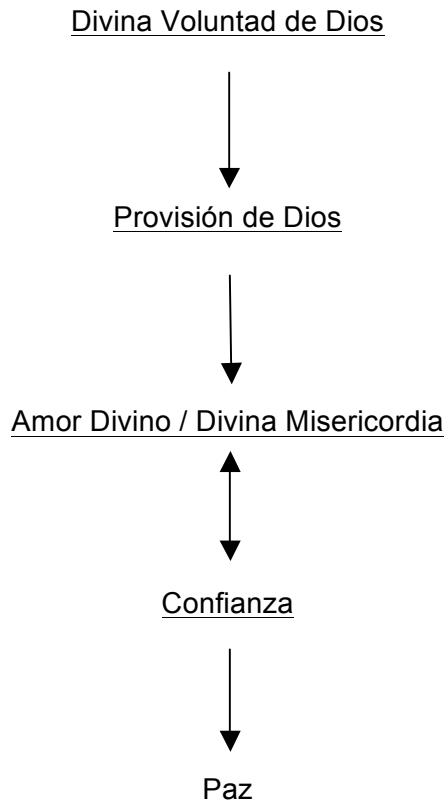 Divina Voluntad de Dios
Provisión de Dios
Amor Divino / Divina Misericordia
Confianza
Paz